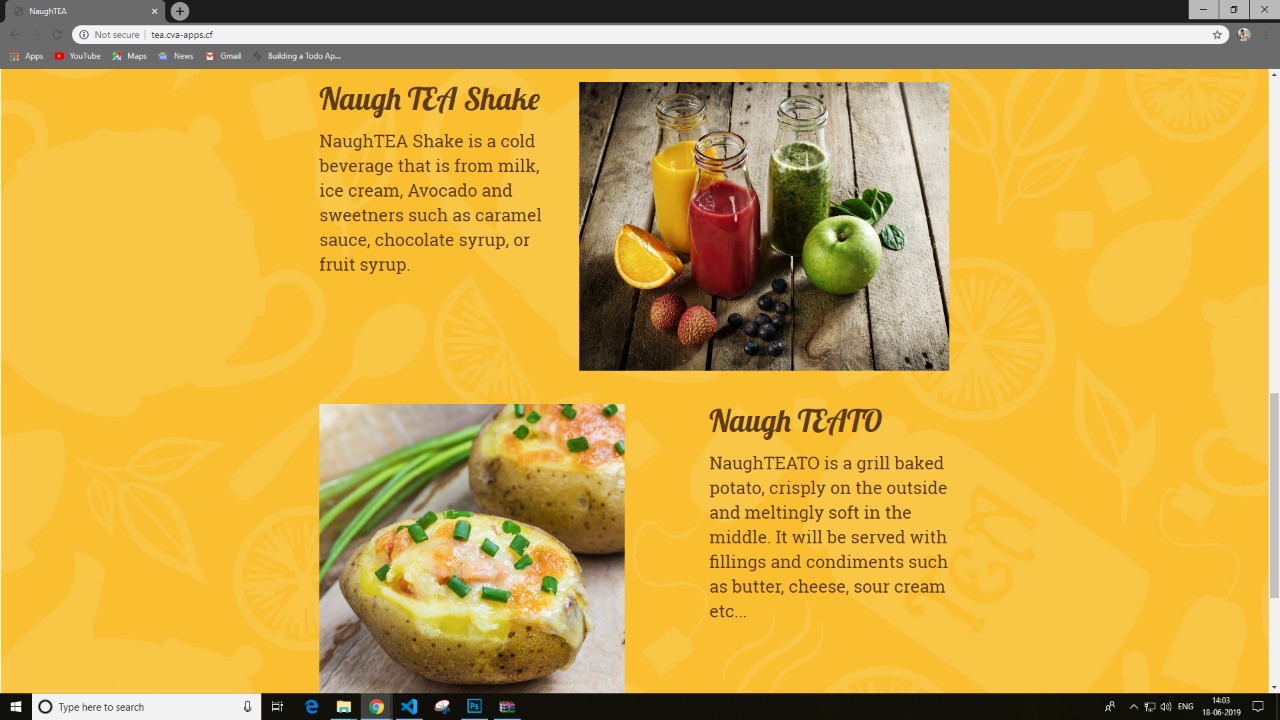 NaughTEA
Not secure | tea.cva-apps.cf
Apps YouTube Maps News Gmail Building a Todo Ap...
Naugh TEA Shake
NaughTEA Shake is a cold
beverage that is from milk,
ice cream, Avocado and
sweetners such as caramel
sauce, chocolate syrup, or
fruit syrup.
Naugh TEATO
NaughTEATO is a grill baked
potato, crisply on the outside
and meltingly soft in the
middle. It will be served with
fillings and condiments such
as butter, cheese, sour cream
etc...
TEA
Type here to search
Ps
ENG
14:03
18-06-2019